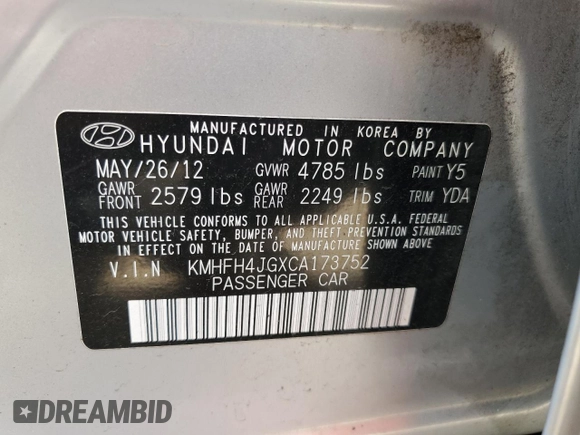 MANUFACTURED IN KOREA BY
HYUNDAI MOTOR COMPANY
MAY/26/12 GVWR 4785 lbs PAINT Y5
GAWR FRONT 2579 lbs GAWR REAR 2249 lbs TRIM YDA
THIS VEHICLE CONFORMS TO ALL APPLICABLE U.S.A. FEDERAL
MOTOR VEHICLE SAFETY, BUMPER, AND THEFT PREVENTION STANDARDS
IN EFFECT ON THE DATE OF MANUFACTURE SHOWN ABOVE.
V.I.N KMHFH4JGXCA173752
PASSENGER CAR
DREAMBID